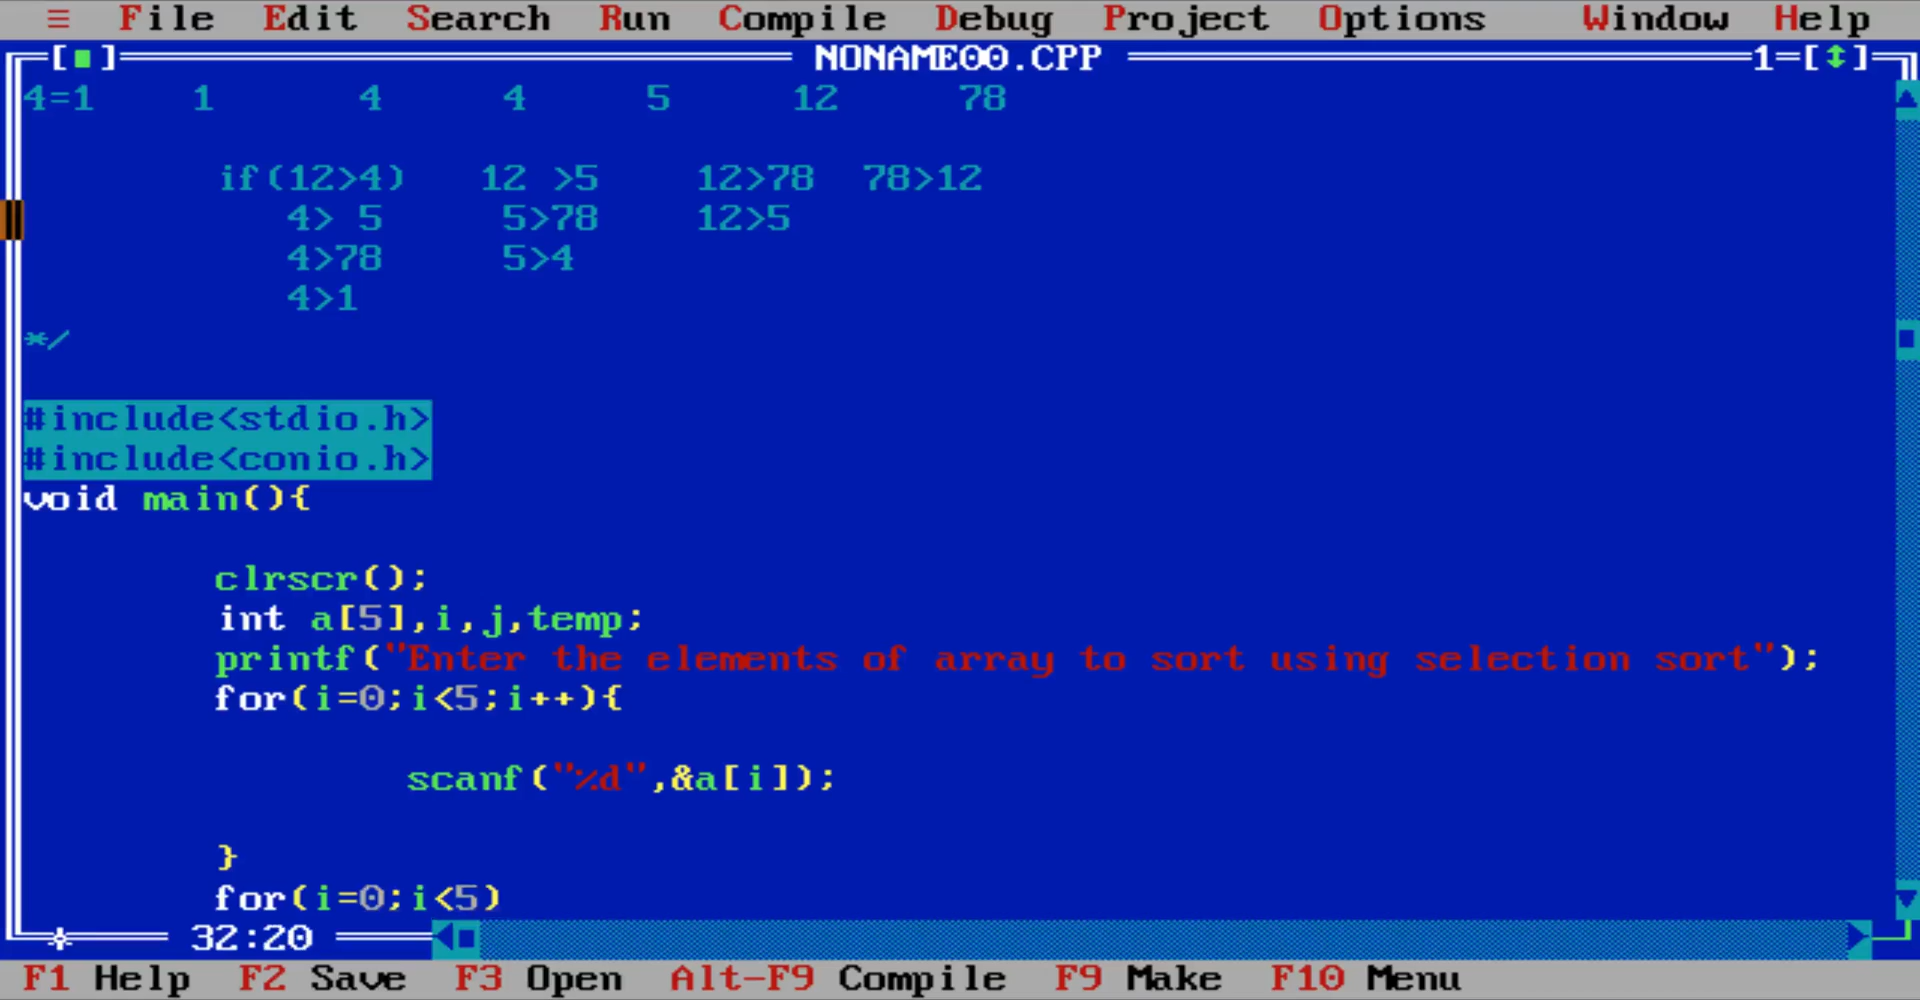 ≡ File Edit Search Run Compile Debug Project Options Window Help
[■] NONAME00.CPP 1=[↕]
4=1 1 4 4 5 12 78
if(12>4) 12 >5 12>78 78>12
4> 5 5>78 12>5
4>78 5>4
4>1
*/
#include<stdio.h>
#include<conio.h>
void main(){
clrscr();
int a[5],i,j,temp;
printf("Enter the elements of array to sort using selection sort");
for(i=0;i<5;i++){
scanf("%d",&a[i]);
}
for(i=0;i<5)
32:20
F1 Help F2 Save F3 Open Alt-F9 Compile F9 Make F10 Menu